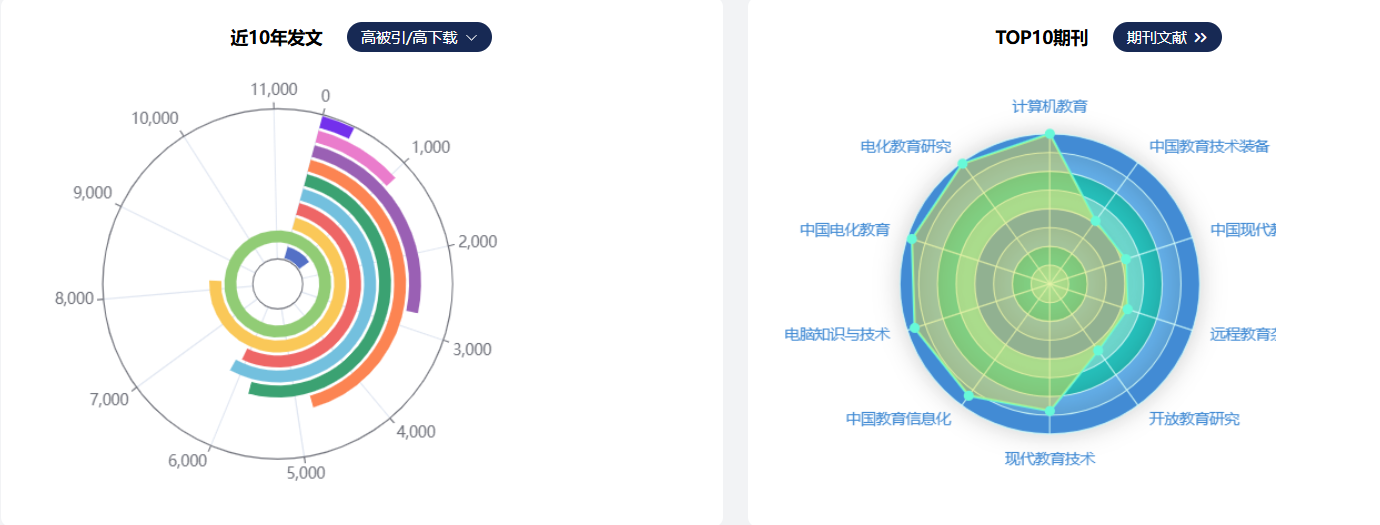 近10年发文
高被引/高下载
11,000
0
10,000
1,000
9,000
2,000
8,000
3,000
7,000
4,000
6,000
5,000
TOP10期刊
期刊文献
计算机教育
电化教育研究
中国教育技术装备
中国电化教育
中国现代
电脑知识与技术
远程教育
中国教育信息化
开放教育研究
现代教育技术